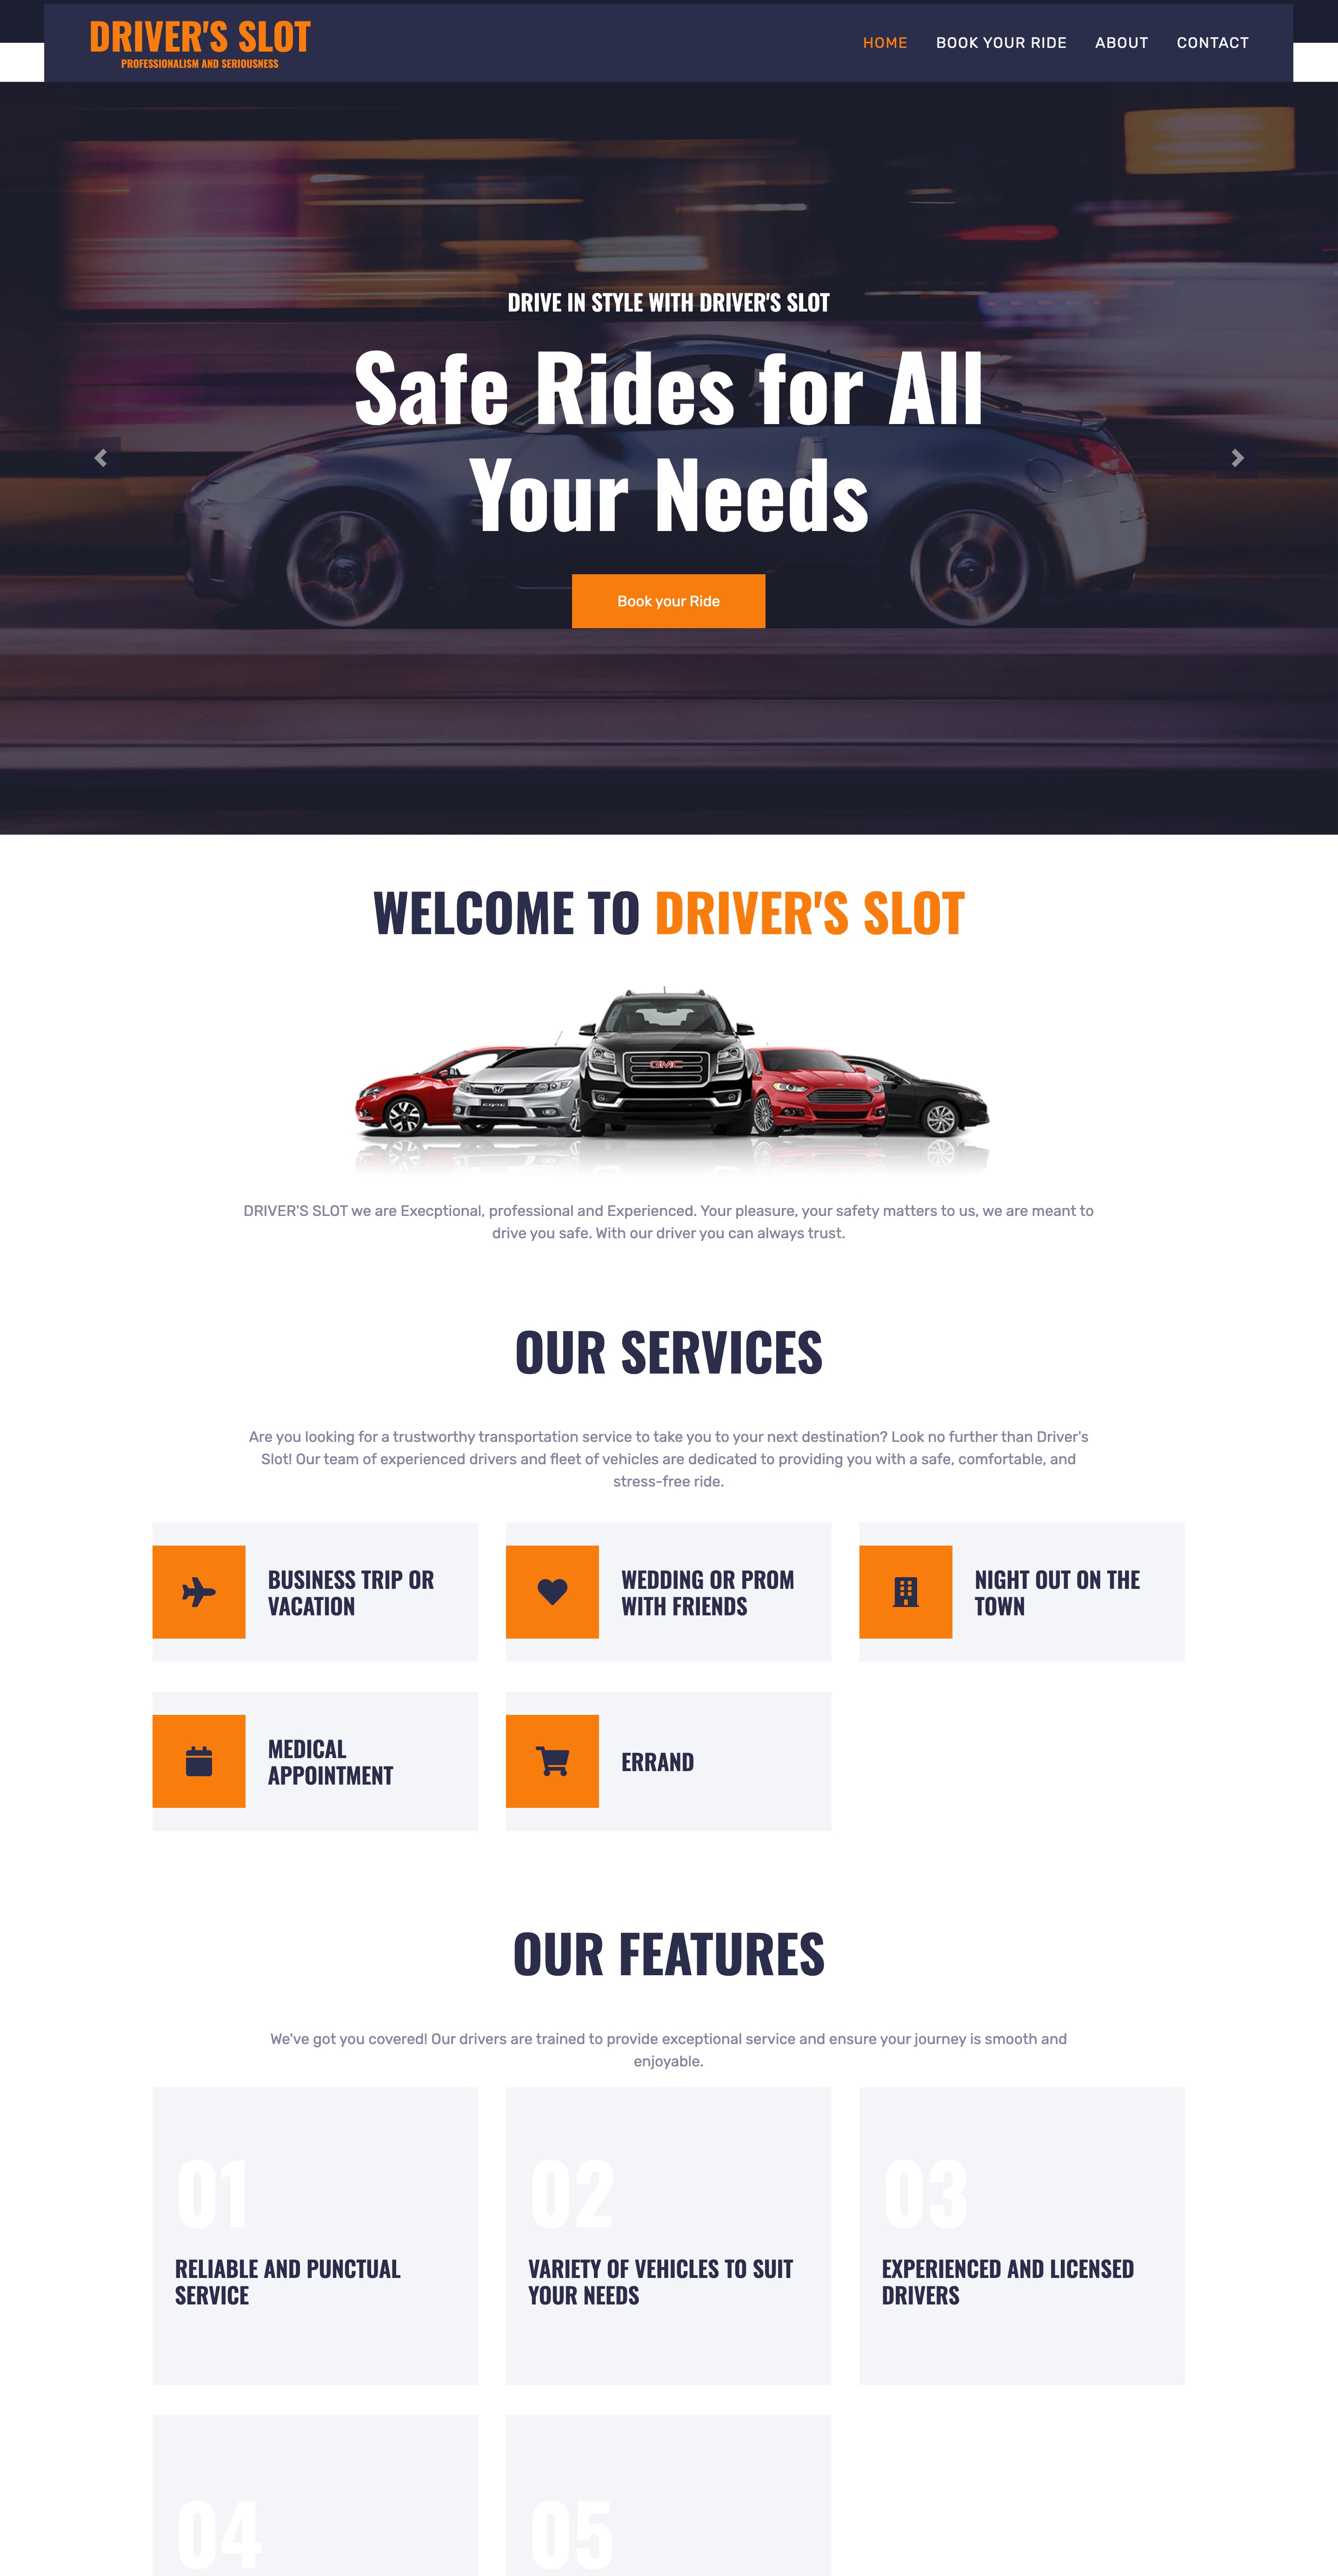 DRIVER'S SLOT
PROFESSIONALISM AND SERIOUSNESS
HOME BOOK YOUR RIDE ABOUT CONTACT
DRIVE IN STYLE WITH DRIVER'S SLOT
Safe Rides for All
Your Needs
Book your Ride
WELCOME TO DRIVER'S SLOT
GMC
CIVIC
DRIVER'S SLOT we are Execptional, professional and Experienced. Your pleasure, your safety matters to us, we are meant to
drive you safe. With our driver you can always trust.
OUR SERVICES
Are you looking for a trustworthy transportation service to take you to your next destination? Look no further than Driver's
Slot! Our team of experienced drivers and fleet of vehicles are dedicated to providing you with a safe, comfortable, and
stress-free ride.
BUSINESS TRIP OR
VACATION
WEDDING OR PROM
WITH FRIENDS
NIGHT OUT ON THE
TOWN
MEDICAL
APPOINTMENT
ERRAND
OUR FEATURES
We've got you covered! Our drivers are trained to provide exceptional service and ensure your journey is smooth and
enjoyable.
01
RELIABLE AND PUNCTUAL
SERVICE
02
VARIETY OF VEHICLES TO SUIT
YOUR NEEDS
03
EXPERIENCED AND LICENSED
DRIVERS
04
05